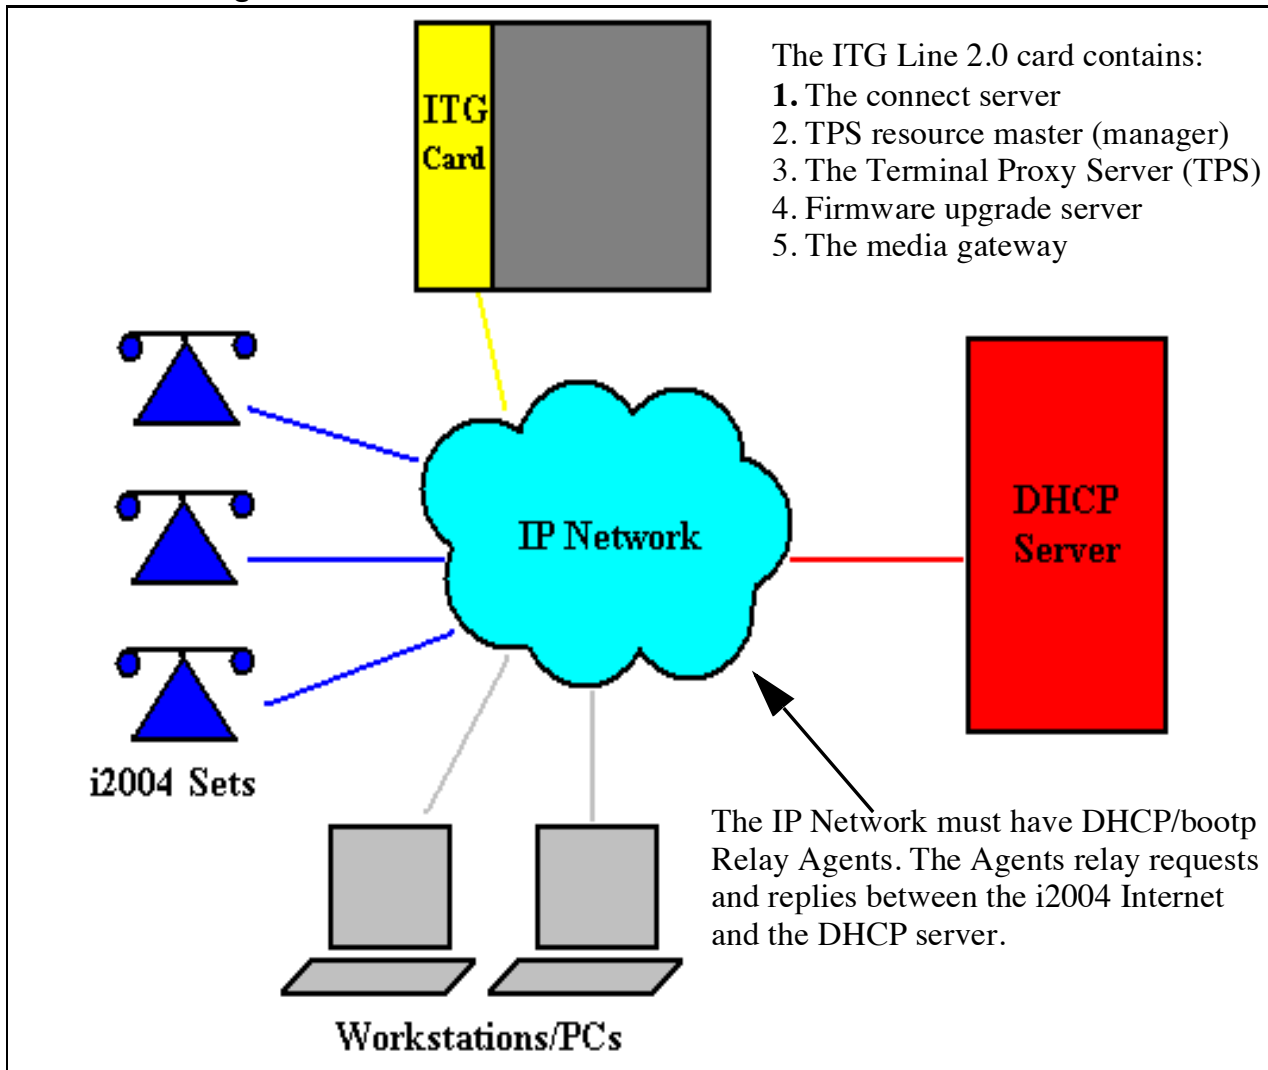 ITG
Card
The ITG Line 2.0 card contains:
1. The connect server
2. TPS resource master (manager)
3. The Terminal Proxy Server (TPS)
4. Firmware upgrade server
5. The media gateway
IP Network
DHCP
Server
i2004 Sets
The IP Network must have DHCP/bootp
Relay Agents. The Agents relay requests
and replies between the i2004 Internet
and the DHCP server.
Workstations/PCs